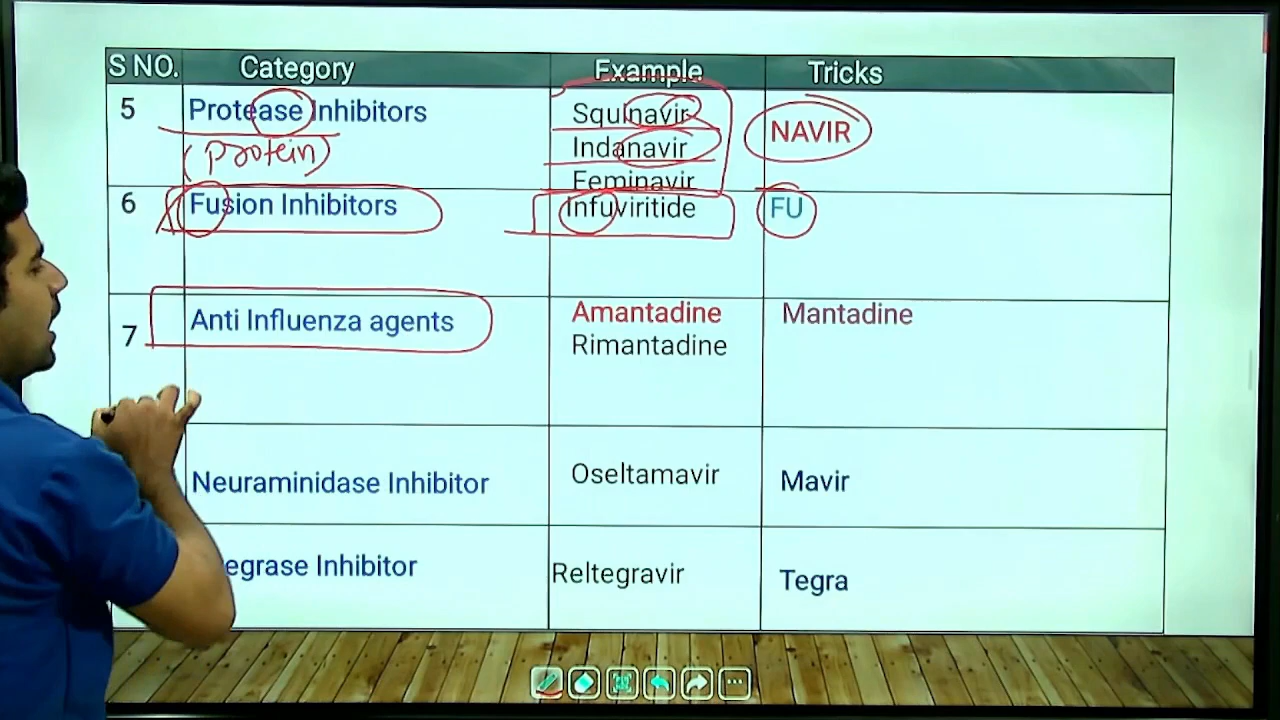 S NO. Category Example Tricks
5 Protease Inhibitors Squinavir NAVIR
(protein) Indanavir
Feminavir
6 Fusion Inhibitors Infuviritide FU
7 Anti Influenza agents Amantadine Mantadine
Rimantadine
Neuraminidase Inhibitor Oseltamavir Mavir
egrase Inhibitor Reltegravir Tegra